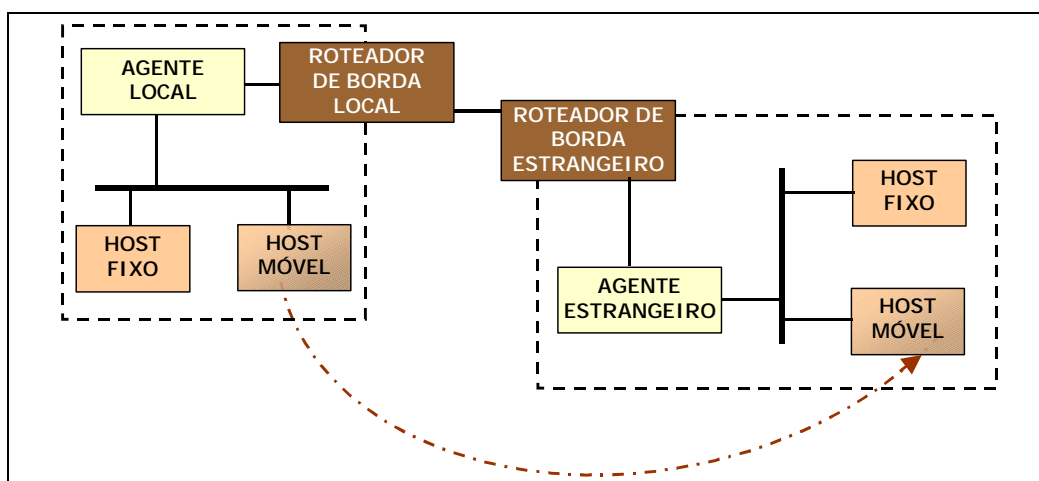 AGENTE
LOCAL
ROTEADOR
DE BORDA
LOCAL
ROTEADOR DE
BORDA
ESTRANGEIRO
HOST
FIXO
HOST
MÓVEL
HOST
FIXO
AGENTE
ESTRANGEIRO
HOST
MÓVEL